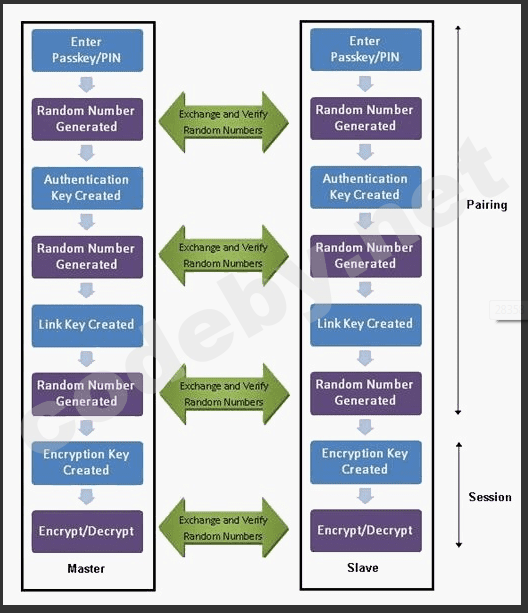 Enter
Passkey/PIN
Enter
Passkey/PIN
Random Number
Generated
Exchange and Verify
Random Numbers
Random Number
Generated
Authentication
Key Created
Authentication
Key Created
Pairing
Random Number
Generated
Exchange and Verify
Random Numbers
Random Number
Generated
Link Key Created
Link Key Created
Random Number
Generated
Exchange and Verify
Random Numbers
Random Number
Generated
Encryption Key
Created
Encryption Key
Created
Session
Encrypt/Decrypt
Exchange and Verify
Random Numbers
Encrypt/Decrypt
Master
Slave
codeby.net